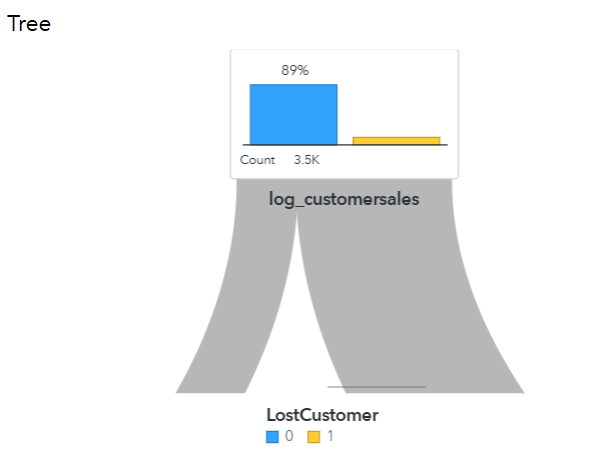 Tree
89%
Count 3.5K
log_customersales
LostCustomer
0 1